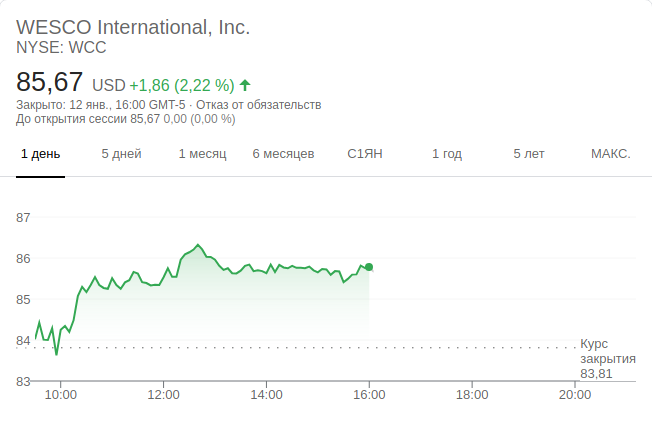 WESCO International, Inc.
NYSE: WCC
85,67 USD +1,86 (2,22 %)
Закрыто: 12 янв., 16:00 GMT-5 · Отказ от обязательств
До открытия сессии 85,67 0,00 (0,00 %)
1 день 5 дней 1 месяц 6 месяцев С1ЯН 1 год 5 лет МАКС.
87
86
85
84
Курс
закрытия
83,81
83
10:00 12:00 14:00 16:00 18:00 20:00